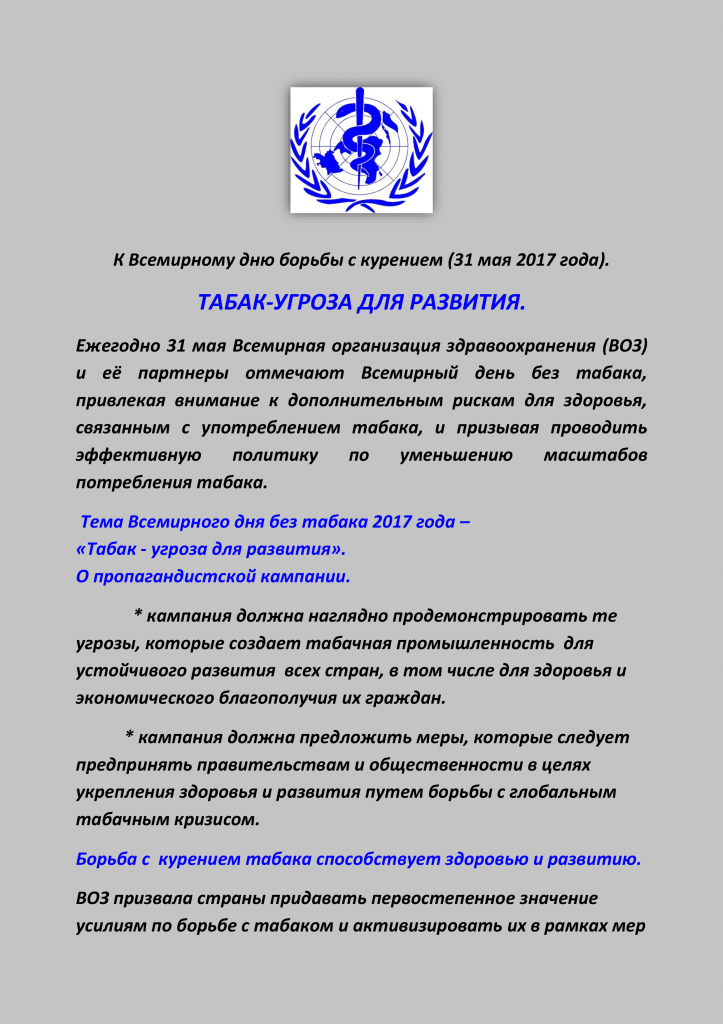 К Всемирному дню борьбы с курением (31 мая 2017 года).
ТАБАК-УГРОЗА ДЛЯ РАЗВИТИЯ.
Ежегодно 31 мая Всемирная организация здравоохранения (ВОЗ)
и её партнеры отмечают Всемирный день без табака,
привлекая внимание к дополнительным рискам для здоровья,
связанным с употреблением табака, и призывая проводить
эффективную политику по уменьшению масштабов
потребления табака.
Тема Всемирного дня без табака 2017 года –
«Табак - угроза для развития».
О пропагандистской кампании.
* кампания должна наглядно продемонстрировать те
угрозы, которые создает табачная промышленность для
устойчивого развития всех стран, в том числе для здоровья и
экономического благополучия их граждан.
* кампания должна предложить меры, которые следует
предпринять правительствам и общественности в целях
укрепления здоровья и развития путем борьбы с глобальным
табачным кризисом.
Борьба с курением табака способствует здоровью и развитию.
ВОЗ призвала страны придавать первостепенное значение
усилиям по борьбе с табаком и активизировать их в рамках мер